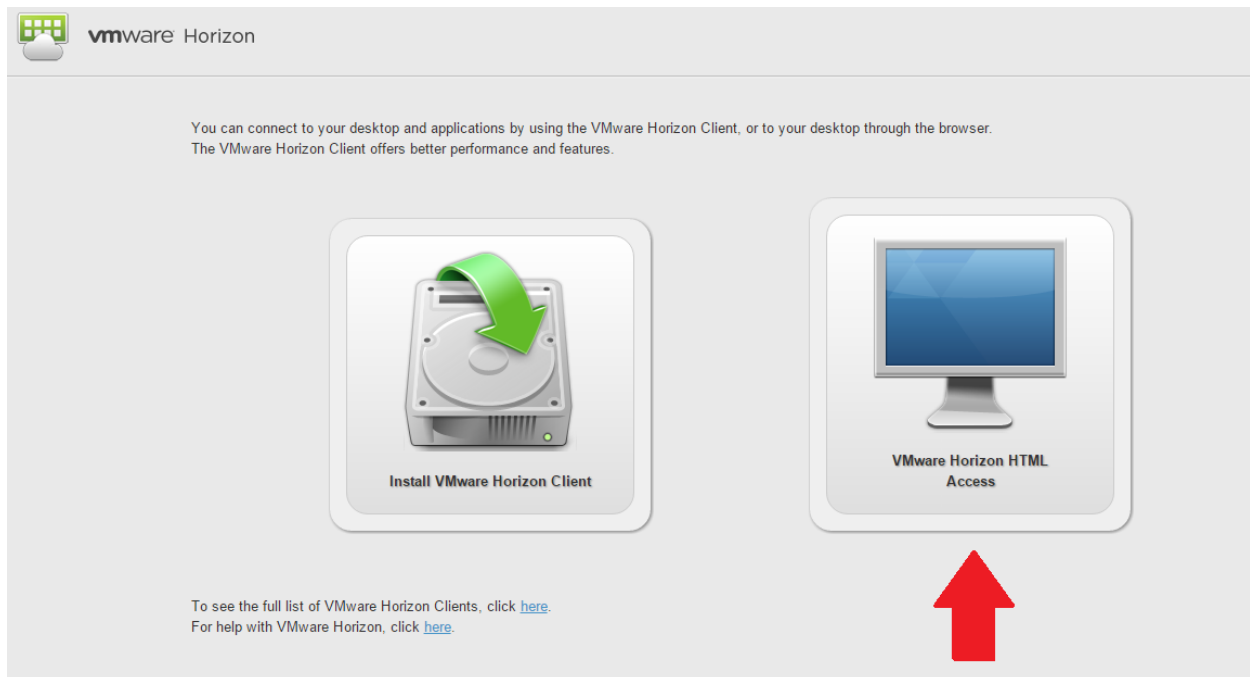 vmware Horizon
You can connect to your desktop and applications by using the VMware Horizon Client, or to your desktop through the browser.
The VMware Horizon Client offers better performance and features.
Install VMware Horizon Client
VMware Horizon HTML
Access
To see the full list of VMware Horizon Clients, click here.
For help with VMware Horizon, click here.